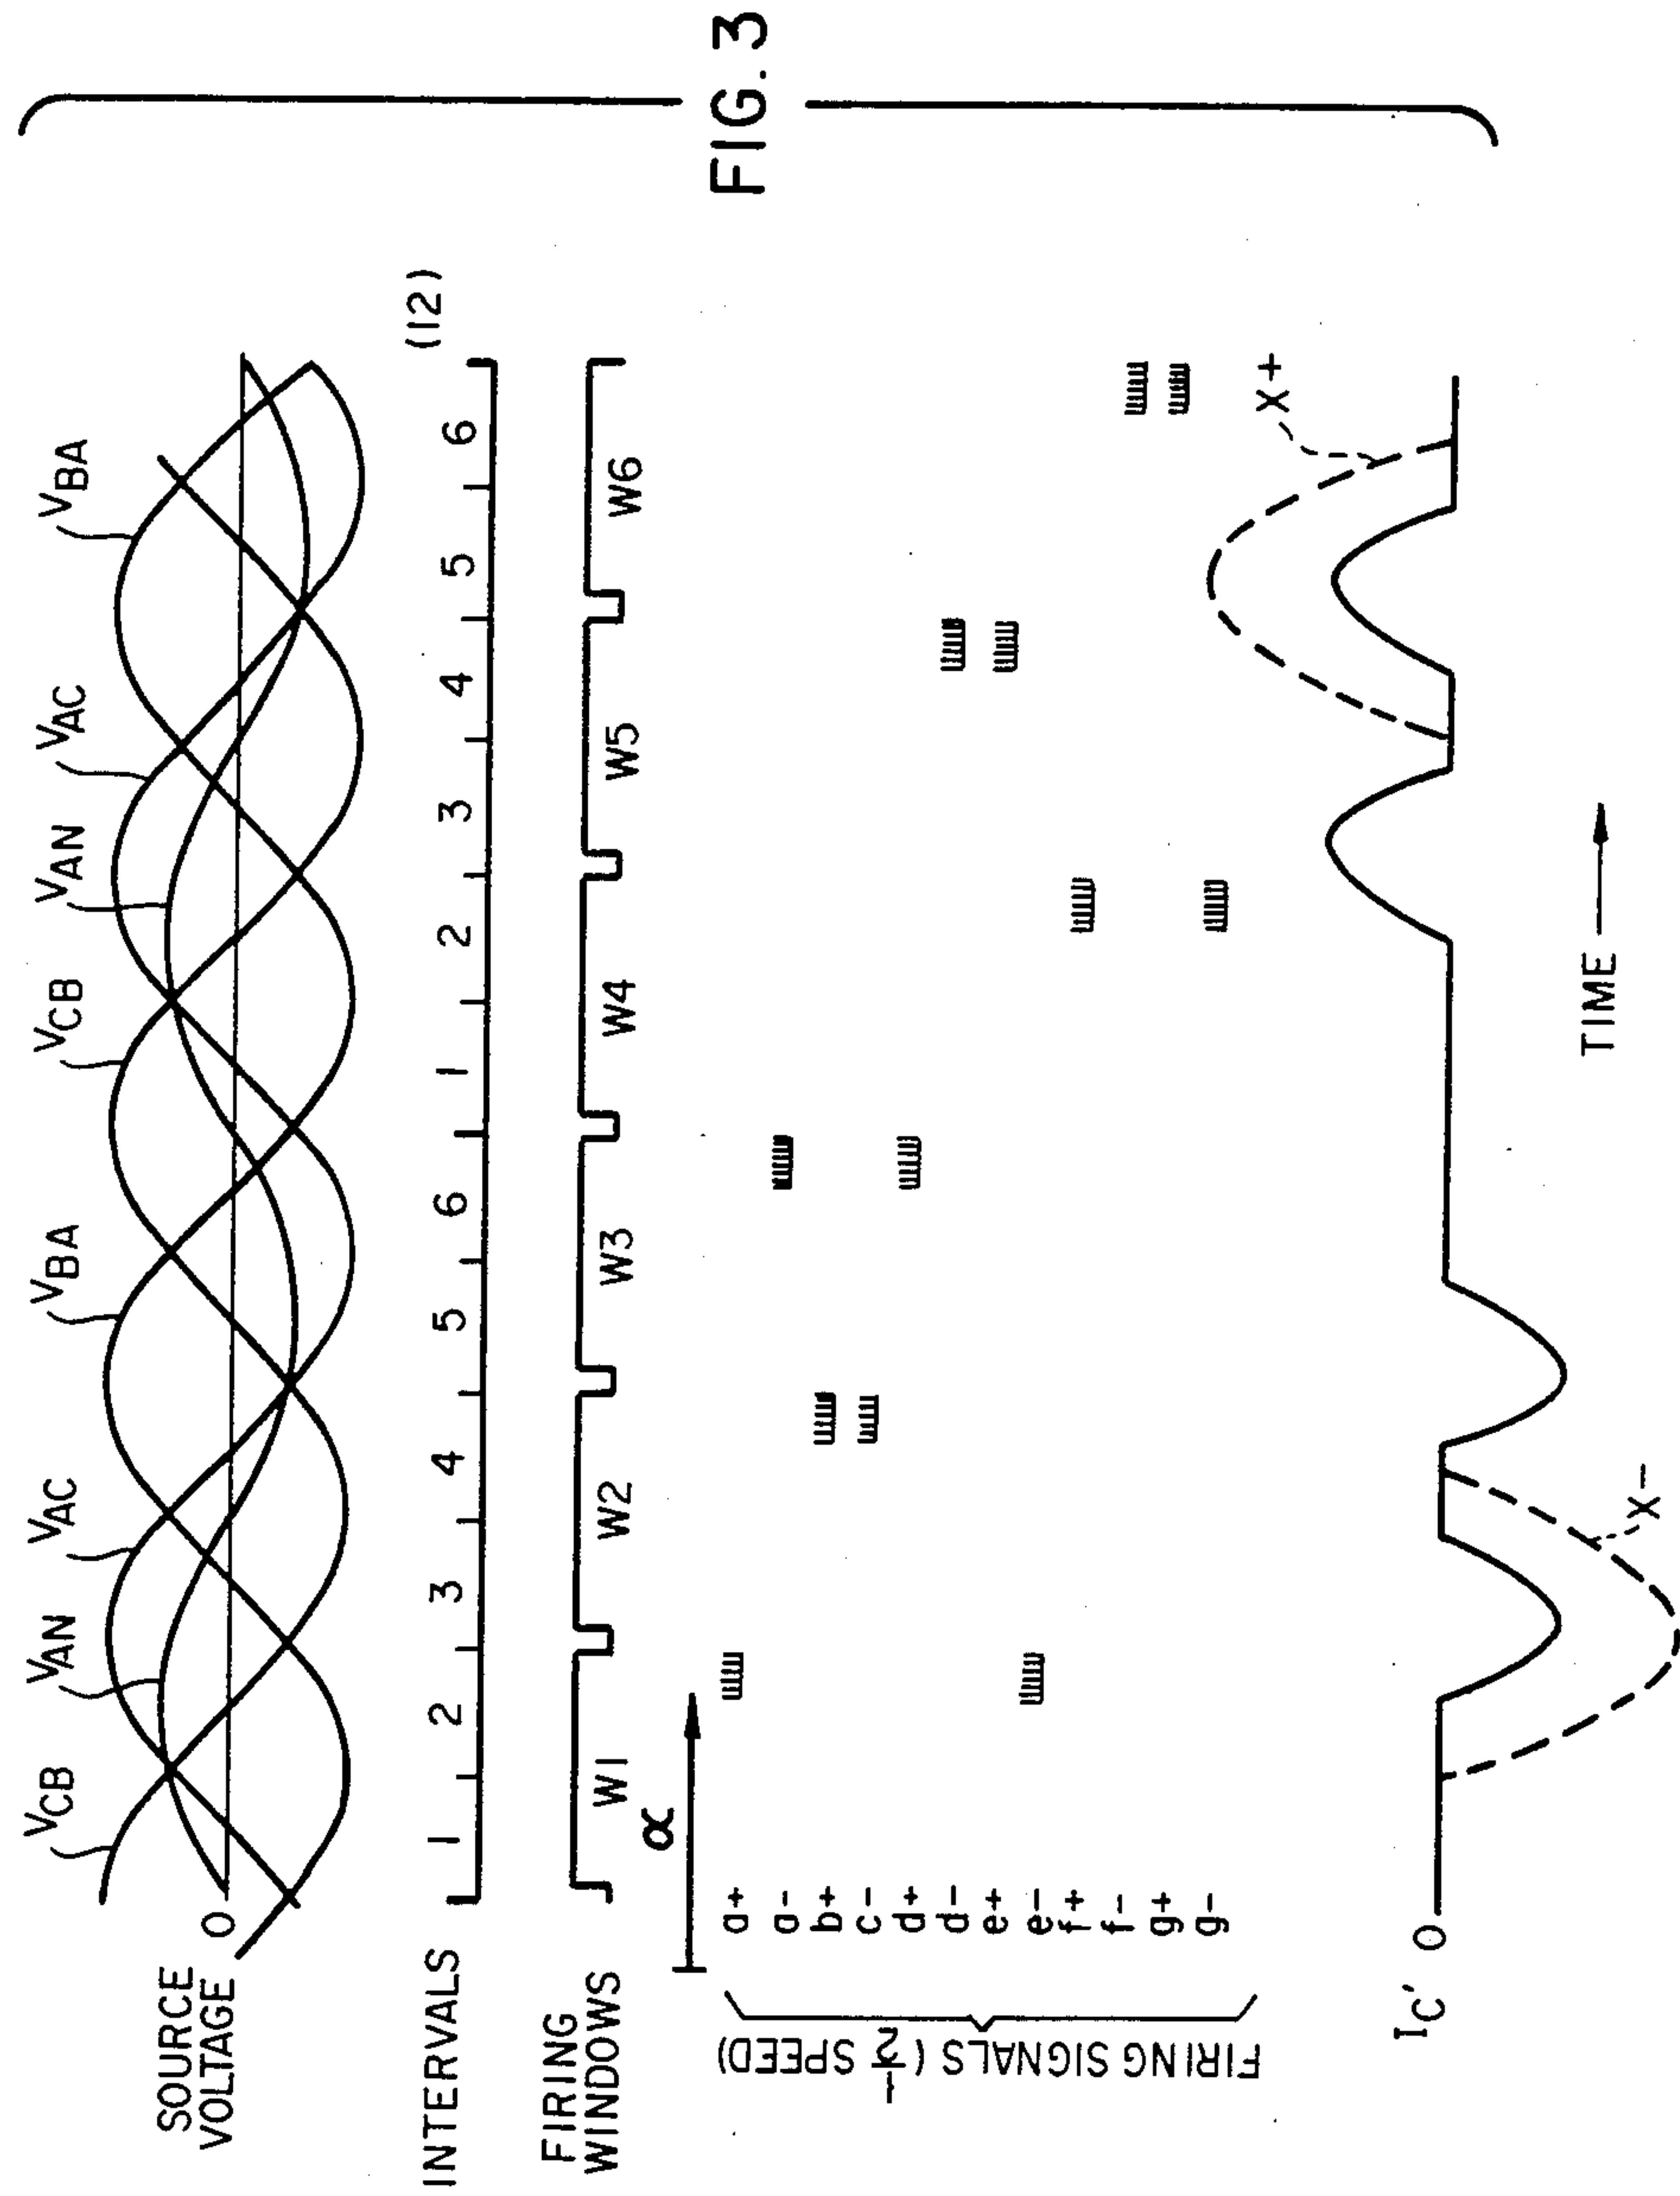 FIG. 3
SOURCE
VOLTAGE
0
VCB
VAN
VAC
VBA
VCB
VAN
VAC
VBA
INTERVALS
1 2 3 4 5 6 1 2 3 4 5 6
(12)
FIRING
WINDOWS
W1 W2 W3 W4 W5 W6
α
FIRING SIGNALS (1/2 SPEED)
a+
a-
b+
c-
d+
d-
e+
e-
f+
f-
g+
g-
IC' 0
X-
X+
TIME